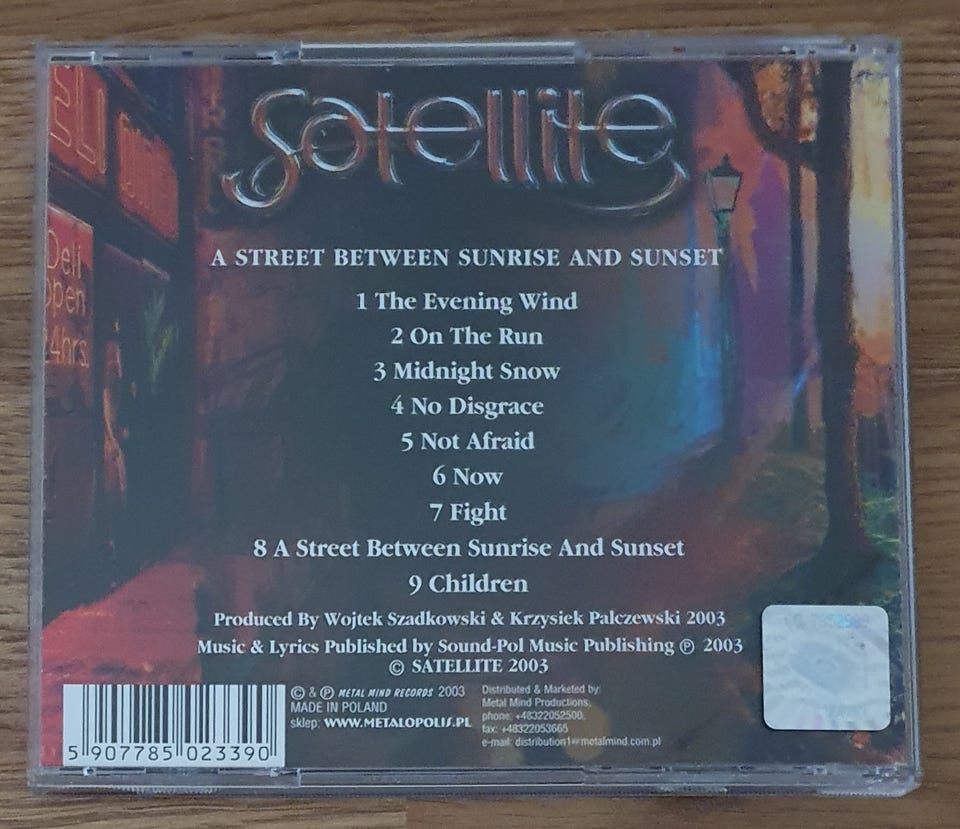 satellite
A STREET BETWEEN SUNRISE AND SUNSET
1 The Evening Wind
2 On The Run
3 Midnight Snow
4 No Disgrace
5 Not Afraid
6 Now
7 Fight
8 A Street Between Sunrise And Sunset
9 Children
Produced By Wojtek Szadkowski & Krzysiek Palczewski 2003
Music & Lyrics Published by Sound-Pol Music Publishing ℗ 2003
© SATELLITE 2003
© & ℗ METAL MIND RECORDS 2003
MADE IN POLAND
sklep: WWW.METALOPOLIS.PL
Distributed & Marketed by:
Metal Mind Productions,
phone: +48322052500,
fax: +48322053665
e-mail: distribution1@metalmind.com.pl
5 907785 023390
Deli
open
24hrs.